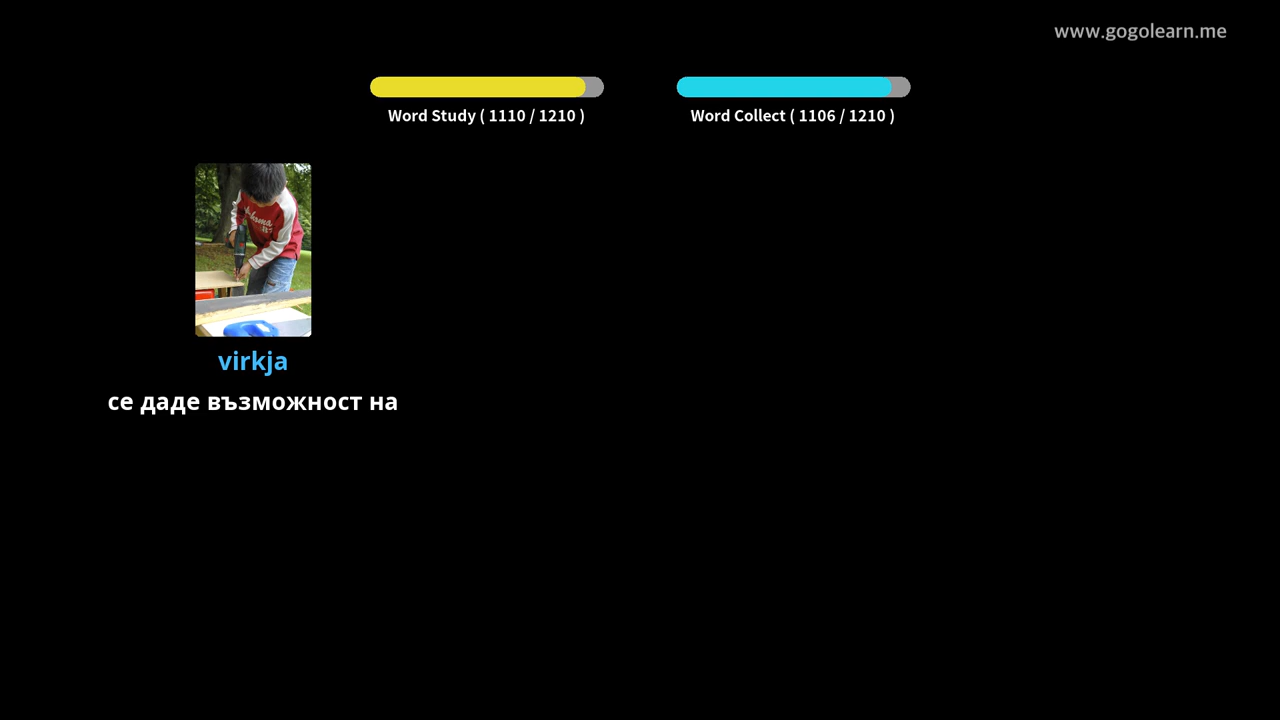 www.gogolearn.me
Word Study ( 1110 / 1210 )
Word Collect ( 1106 / 1210 )
virkja
се даде възможност на